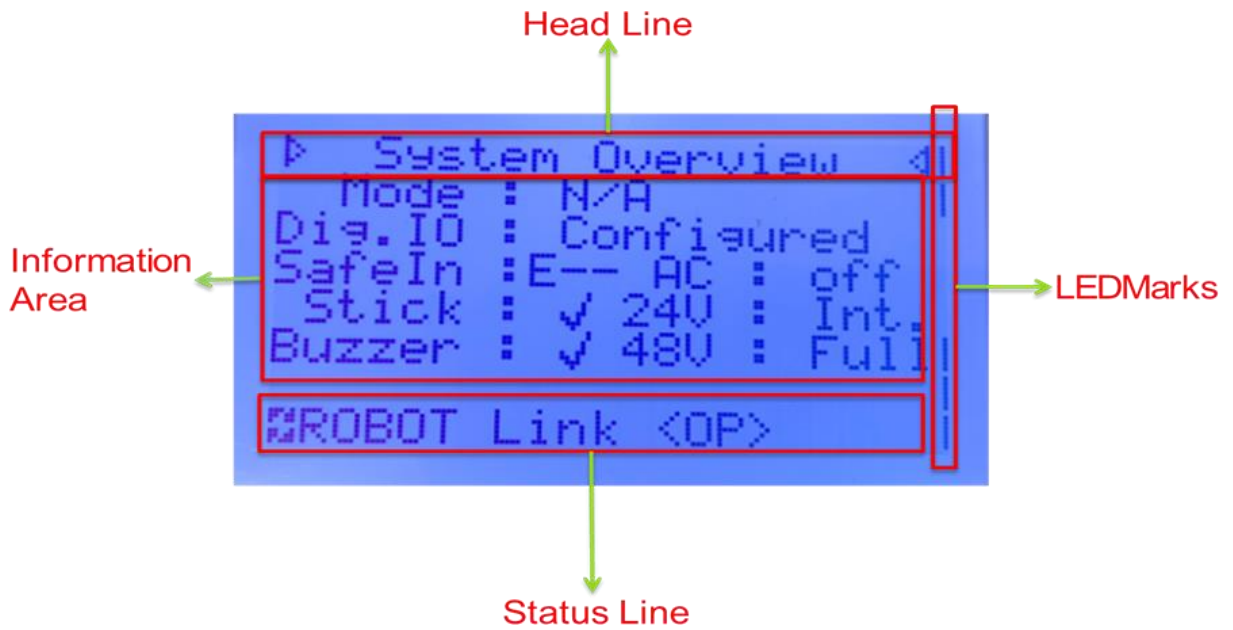 Head Line
▷ System Overview ◁
Mode : N/A
Dig.IO : Configured
SafeIn :E-- AC : off
Stick : ✓ 24V : Int.
Buzzer : ✓ 48V : Full
Information
Area
LEDMarks
ROBOT Link <OP>
Status Line